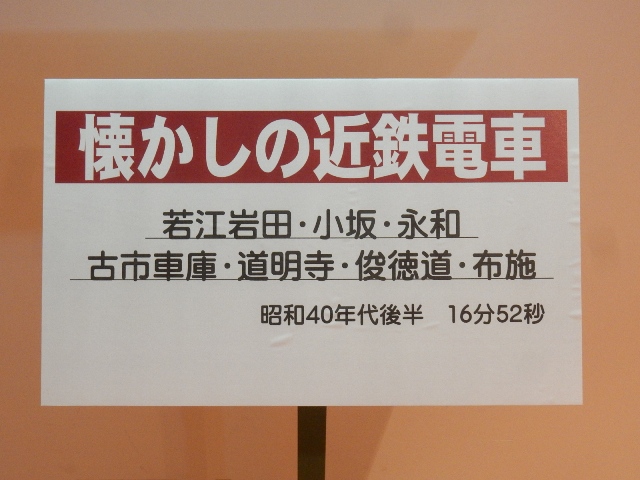 懐かしの近鉄電車
若江岩田・小坂・永和
古市車庫・道明寺・俊徳道・布施
昭和40年代後半　16分52秒